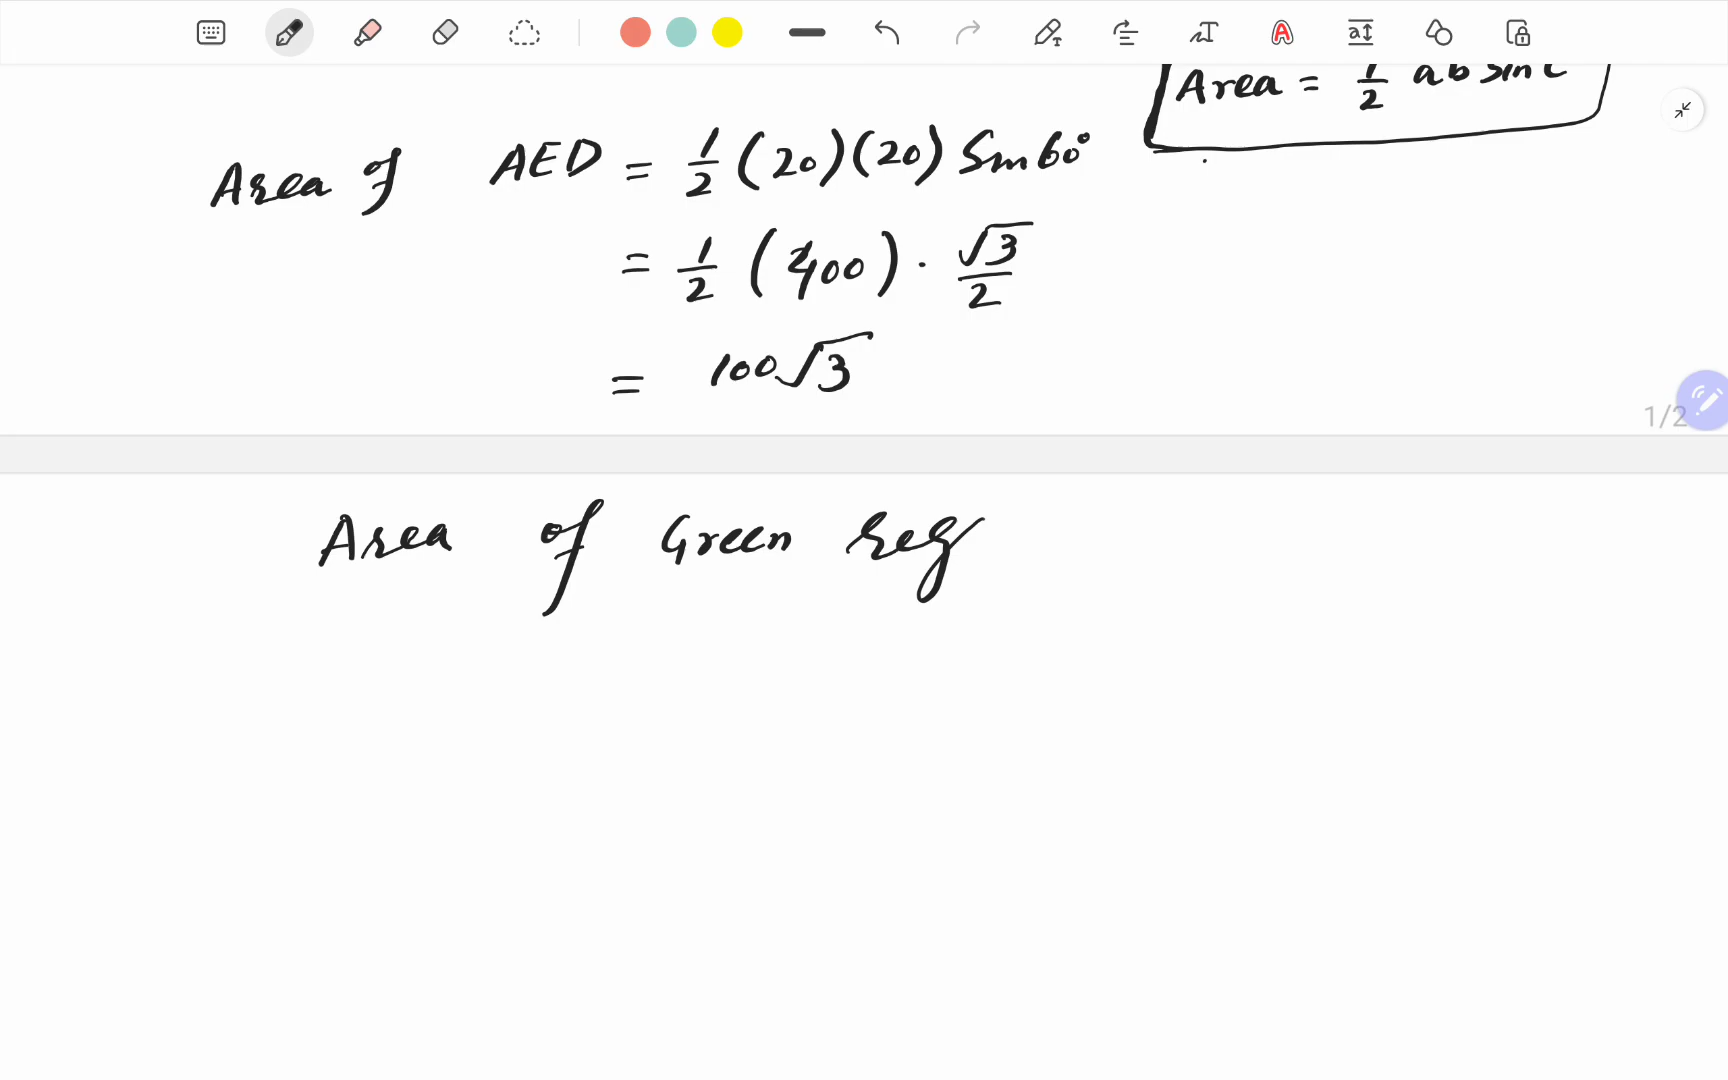 Area = 1/2 ab sin C
Area of AED = 1/2 (20)(20) Sin 60°
= 1/2 (400) · √3/2
= 100√3
1/2
Area of Green reg